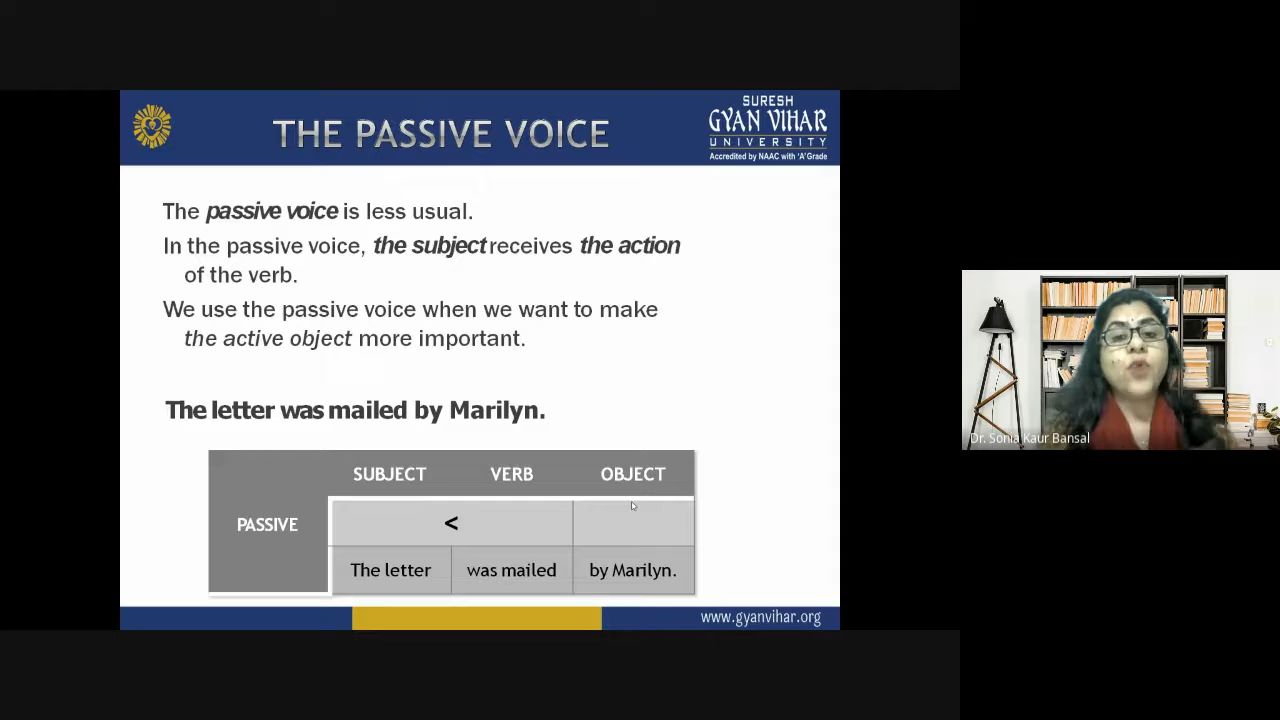 THE PASSIVE VOICE
SURESH
GYAN VIHAR
UNIVERSITY
Accredited by NAAC with 'A' Grade
The passive voice is less usual.
In the passive voice, the subject receives the action
of the verb.
We use the passive voice when we want to make
the active object more important.
The letter was mailed by Marilyn.
SUBJECT VERB OBJECT
PASSIVE
<
The letter was mailed by Marilyn.
www.gyanvihar.org
Dr. Sonia Kaur Bansal